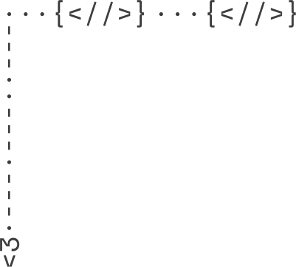 · · · {<//>} · · · {<//>}
<3 · - - - · - - - · · - - -